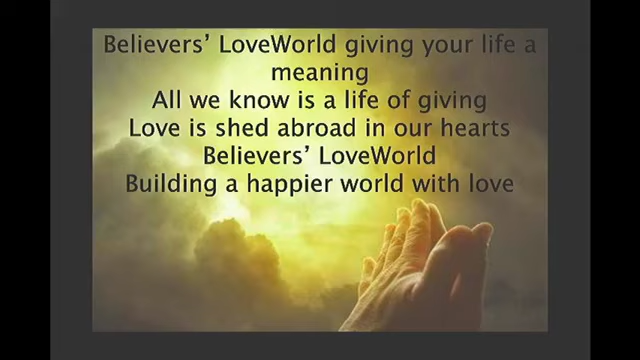 Believers’ LoveWorld giving your life a
meaning
All we know is a life of giving
Love is shed abroad in our hearts
Believers’ LoveWorld
Building a happier world with love